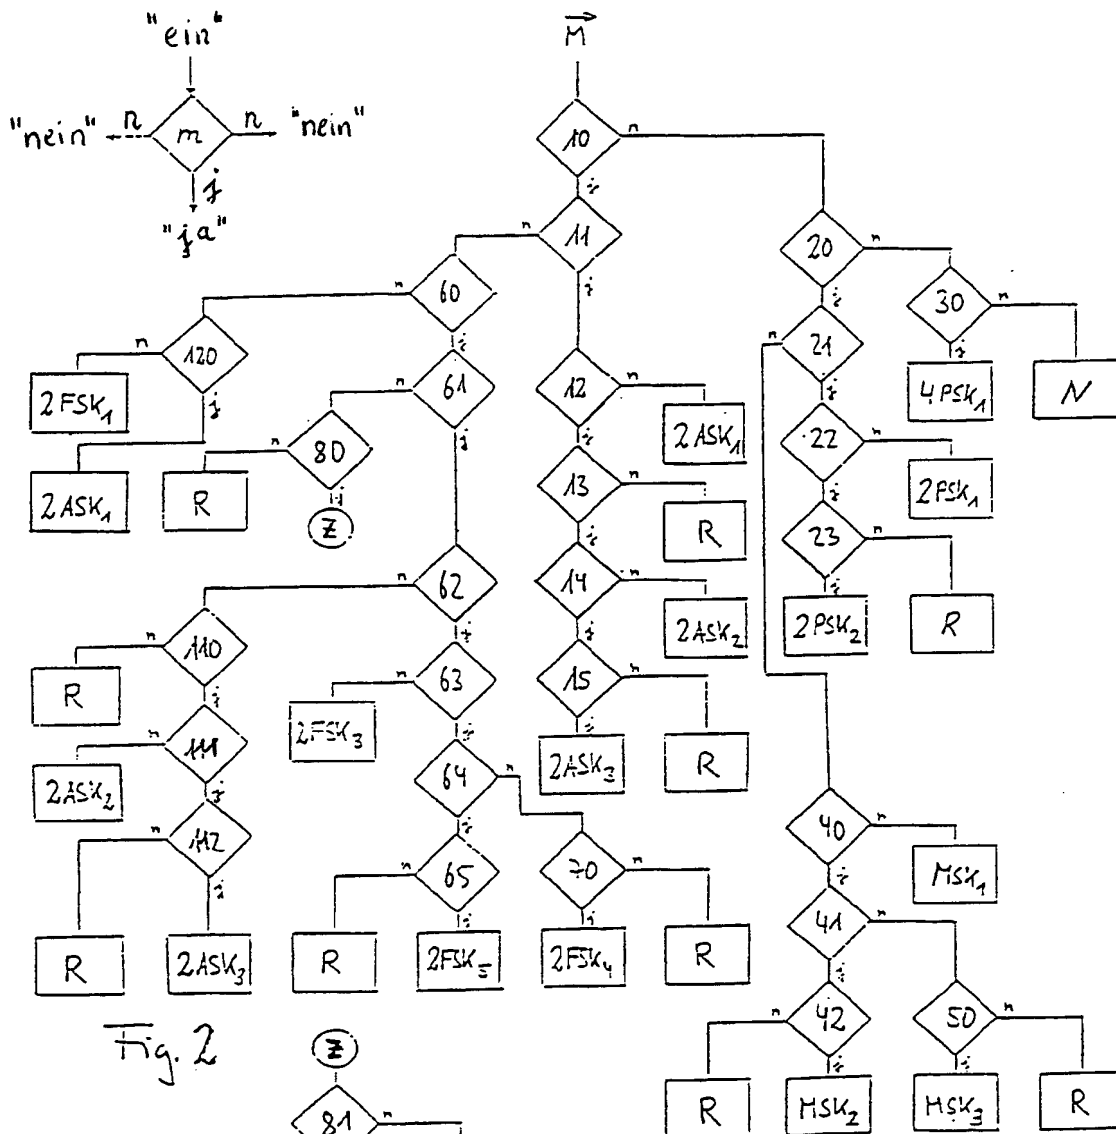 "ein"
"nein" n m n "nein"
j
"ja"
M
10 n
j
11 n
j
20 n
j
60 n
j
30 n
j
120 n
j
61 n
j
12 n
j
21 n
j
2FSK1
4PSK1
N
80 n
j
2ASK1
22 n
j
2ASK1
R
Z
13 n
j
2FSK1
R
23 n
j
62 n
j
14 n
j
2ASK2
2PSK2
R
110 n
j
63 n
j
15 n
j
R
2FSK3
111 n
j
2ASK3
R
2ASK2
64 n
j
112 n
j
65 n
j
70 n
j
40 n
j
MSK1
R
2ASK3
R
2FSK5
2FSK4
R
41 n
j
42 n
j
50 n
j
Fig. 2
Z
R
MSK2
MSK3
R
81 n